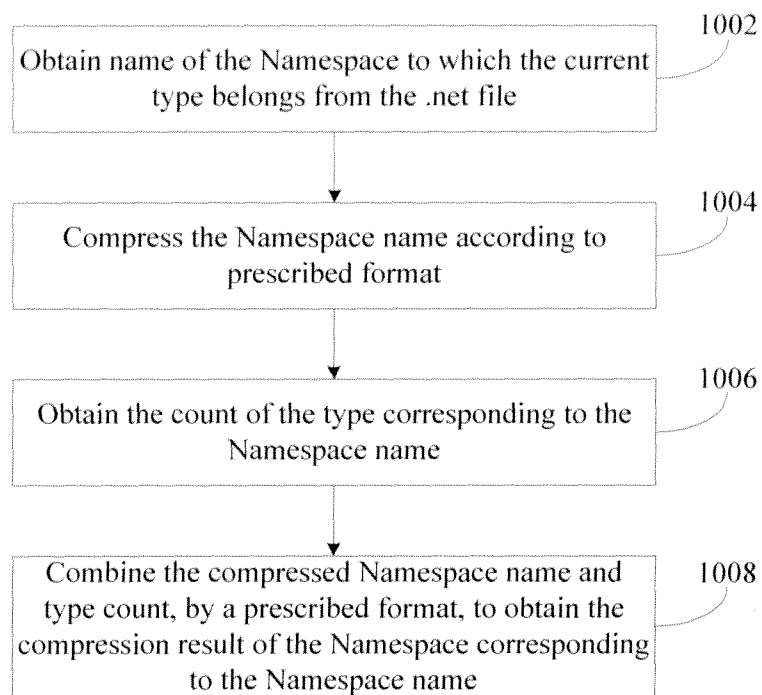 1002
Obtain name of the Namespace to which the current
type belongs from the .net file
1004
Compress the Namespace name according to
prescribed format
1006
Obtain the count of the type corresponding to the
Namespace name
1008
Combine the compressed Namespace name and
type count, by a prescribed format, to obtain the
compression result of the Namespace corresponding
to the Namespace name